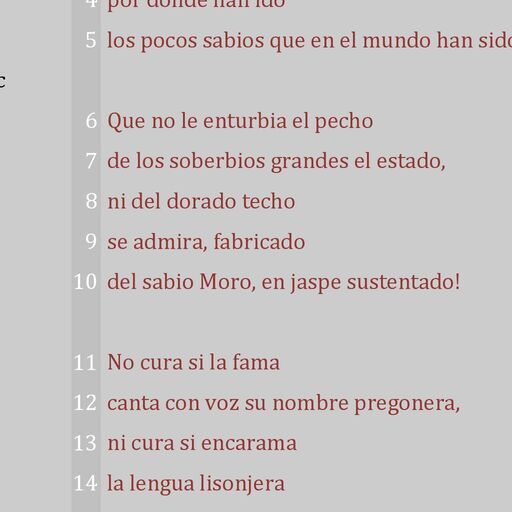 4 por donde han ido
5 los pocos sabios que en el mundo han sido
c
6 Que no le enturbia el pecho
7 de los soberbios grandes el estado,
8 ni del dorado techo
9 se admira, fabricado
10 del sabio Moro, en jaspe sustentado!
11 No cura si la fama
12 canta con voz su nombre pregonera,
13 ni cura si encarama
14 la lengua lisonjera